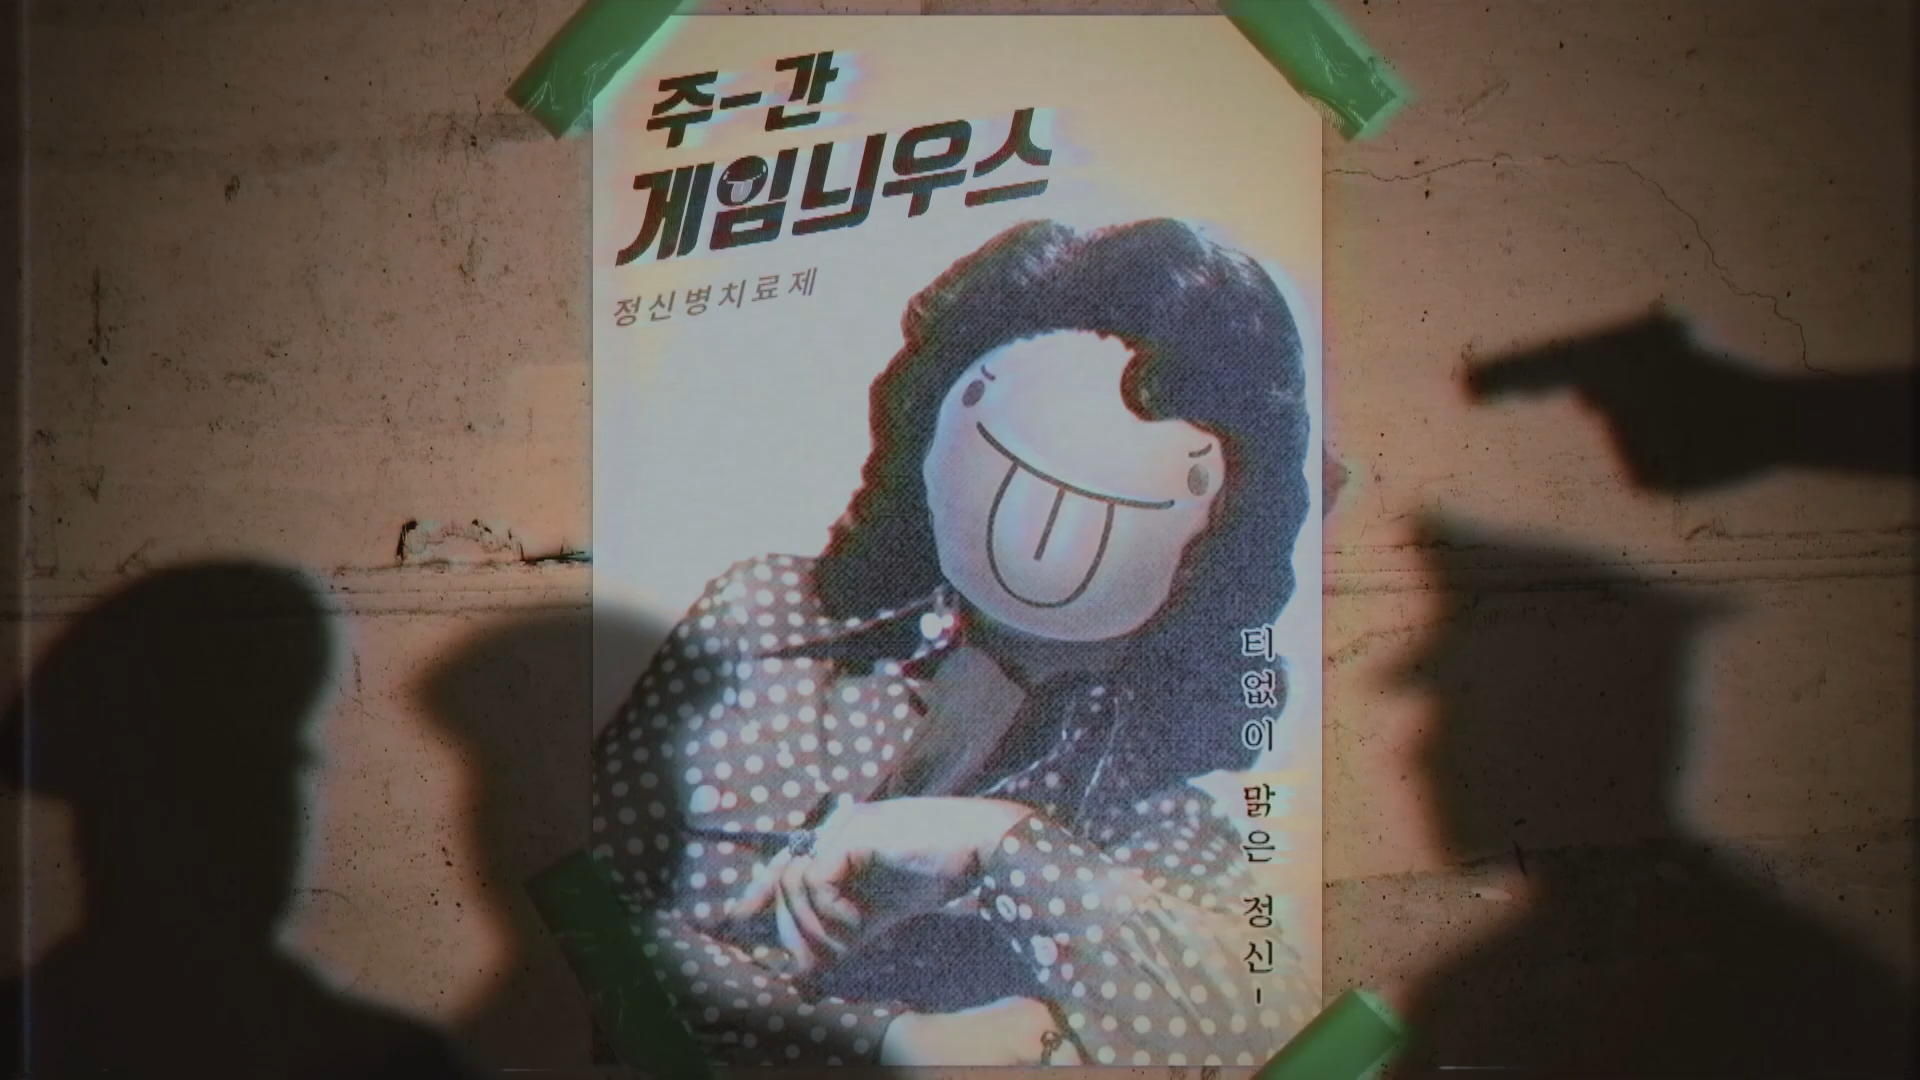 주-간
게임늬우스
정신병치료제
티없이 맑은 정신-